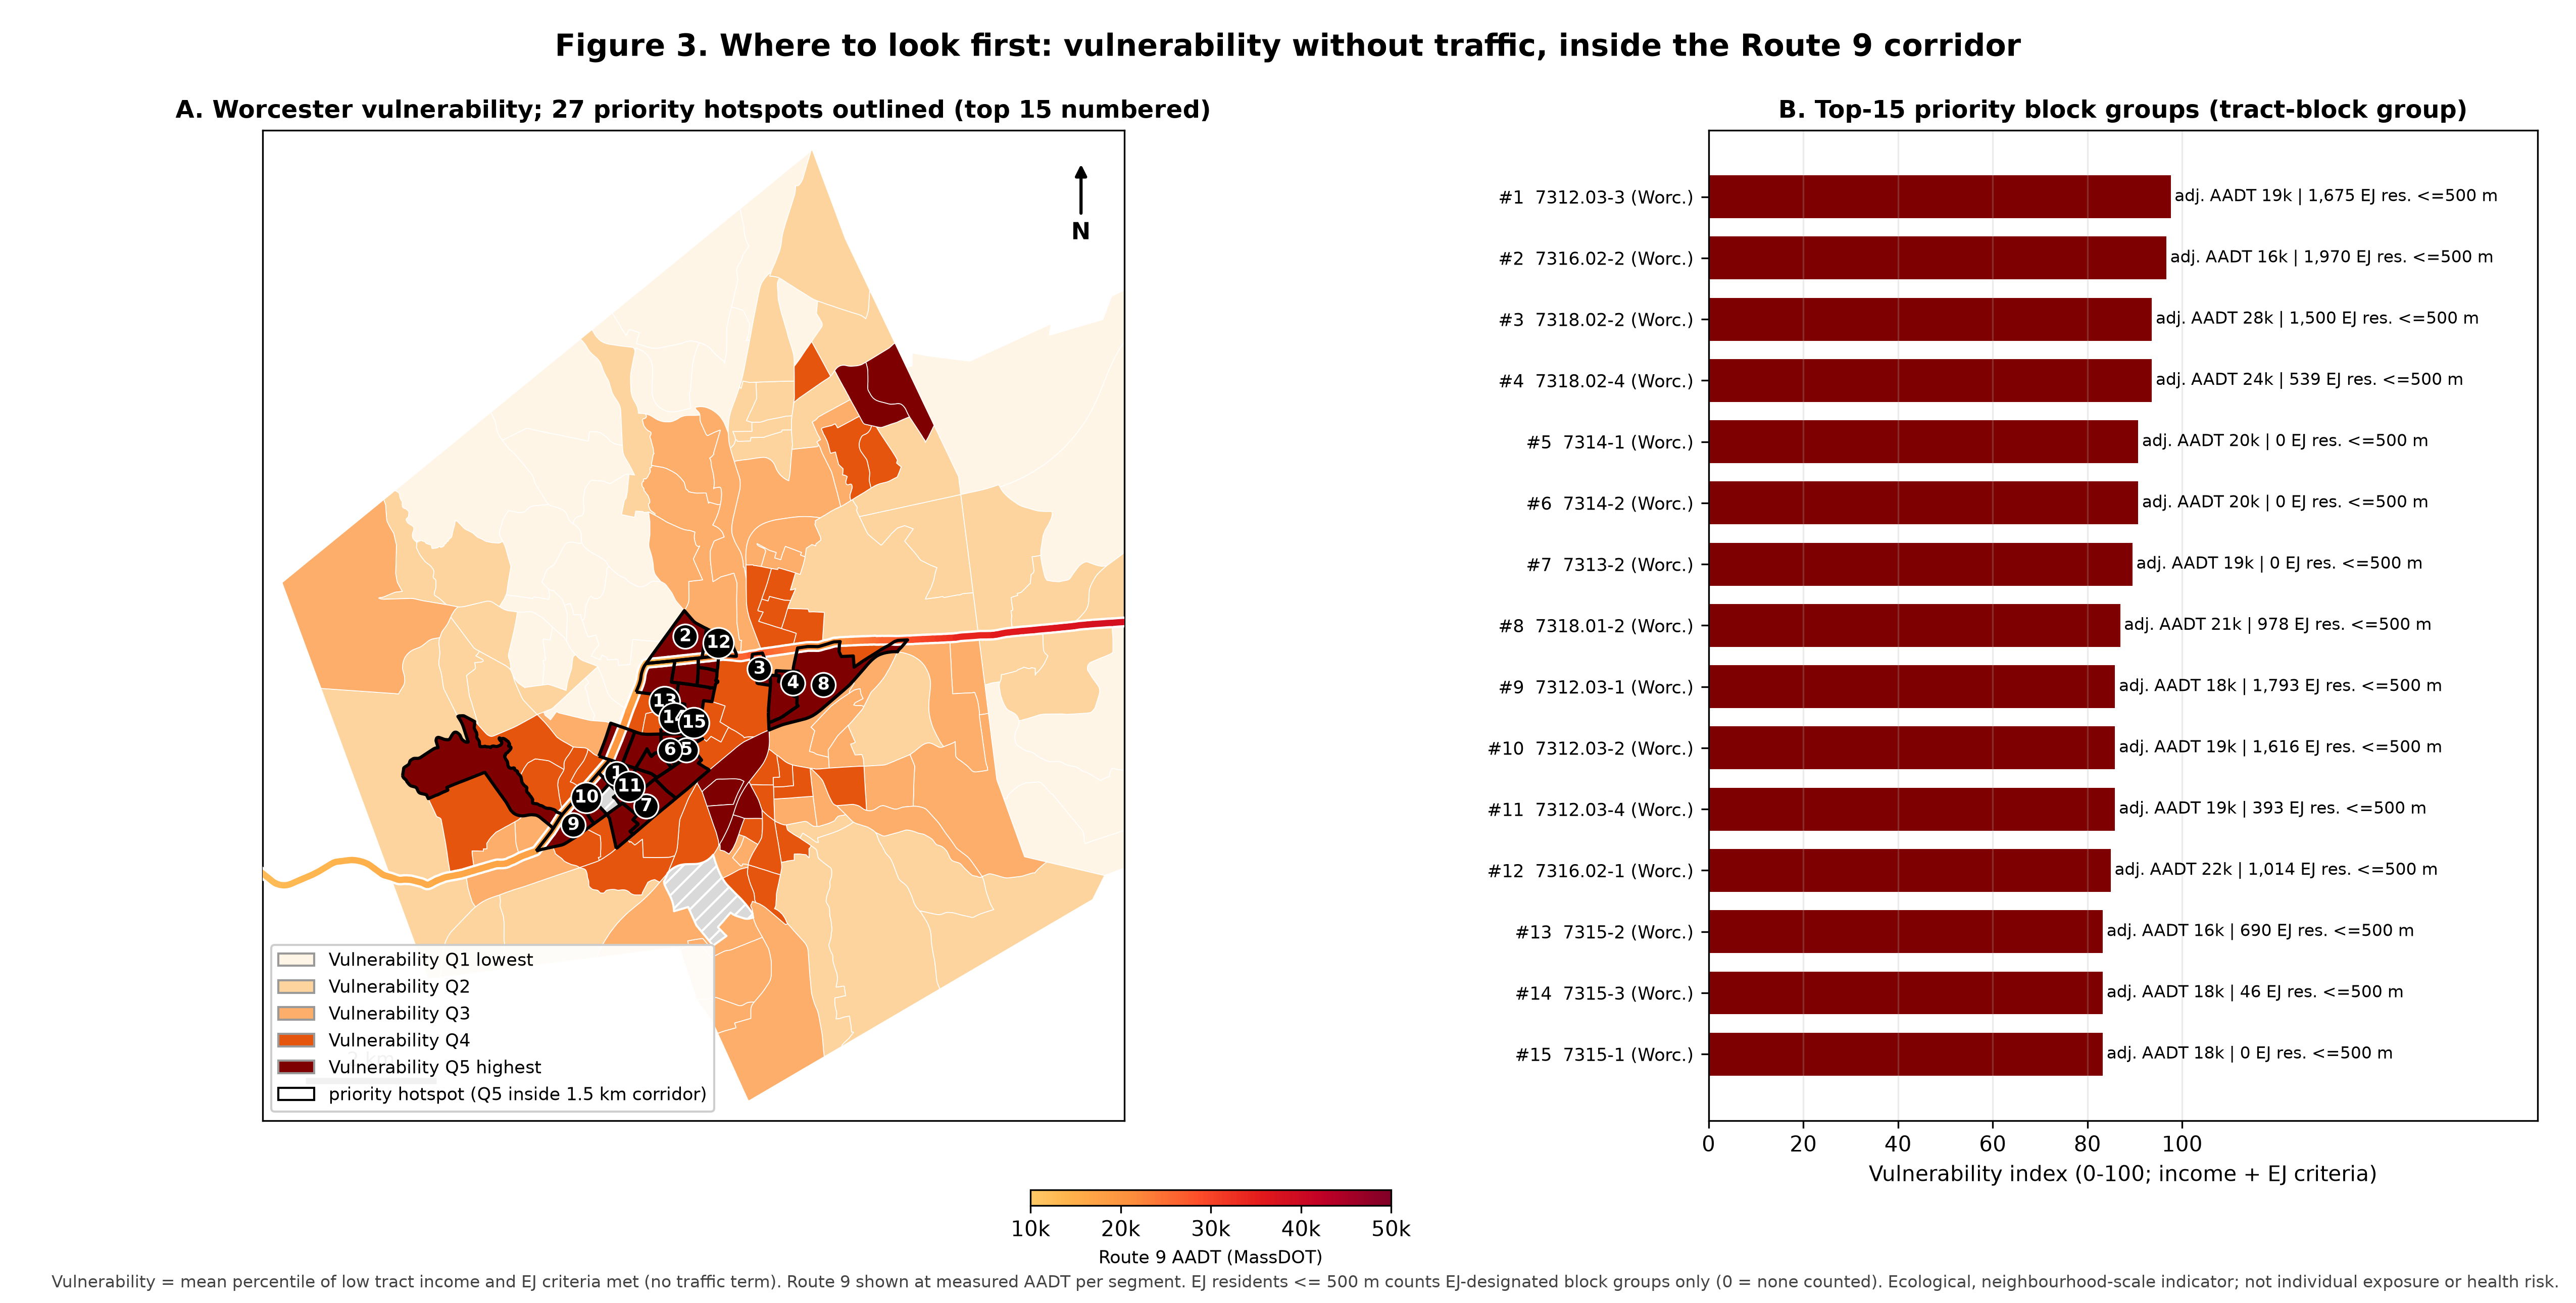 Figure 3. Where to look first: vulnerability without traffic, inside the Route 9 corridor
A. Worcester vulnerability; 27 priority hotspots outlined (top 15 numbered)
N
2
12
3
4
8
13
14
15
6
5
1
11
10
7
9
Vulnerability Q1 lowest
Vulnerability Q2
Vulnerability Q3
Vulnerability Q4
Vulnerability Q5 highest
priority hotspot (Q5 inside 1.5 km corridor)
B. Top-15 priority block groups (tract-block group)
#1 7312.03-3 (Worc.) adj. AADT 19k | 1,675 EJ res. <=500 m
#2 7316.02-2 (Worc.) adj. AADT 16k | 1,970 EJ res. <=500 m
#3 7318.02-2 (Worc.) adj. AADT 28k | 1,500 EJ res. <=500 m
#4 7318.02-4 (Worc.) adj. AADT 24k | 539 EJ res. <=500 m
#5 7314-1 (Worc.) adj. AADT 20k | 0 EJ res. <=500 m
#6 7314-2 (Worc.) adj. AADT 20k | 0 EJ res. <=500 m
#7 7313-2 (Worc.) adj. AADT 19k | 0 EJ res. <=500 m
#8 7318.01-2 (Worc.) adj. AADT 21k | 978 EJ res. <=500 m
#9 7312.03-1 (Worc.) adj. AADT 18k | 1,793 EJ res. <=500 m
#10 7312.03-2 (Worc.) adj. AADT 19k | 1,616 EJ res. <=500 m
#11 7312.03-4 (Worc.) adj. AADT 19k | 393 EJ res. <=500 m
#12 7316.02-1 (Worc.) adj. AADT 22k | 1,014 EJ res. <=500 m
#13 7315-2 (Worc.) adj. AADT 16k | 690 EJ res. <=500 m
#14 7315-3 (Worc.) adj. AADT 18k | 46 EJ res. <=500 m
#15 7315-1 (Worc.) adj. AADT 18k | 0 EJ res. <=500 m
0 20 40 60 80 100
Vulnerability index (0-100; income + EJ criteria)
10k 20k 30k 40k 50k
Route 9 AADT (MassDOT)
Vulnerability = mean percentile of low tract income and EJ criteria met (no traffic term). Route 9 shown at measured AADT per segment. EJ residents <= 500 m counts EJ-designated block groups only (0 = none counted). Ecological, neighbourhood-scale indicator; not individual exposure or health risk.